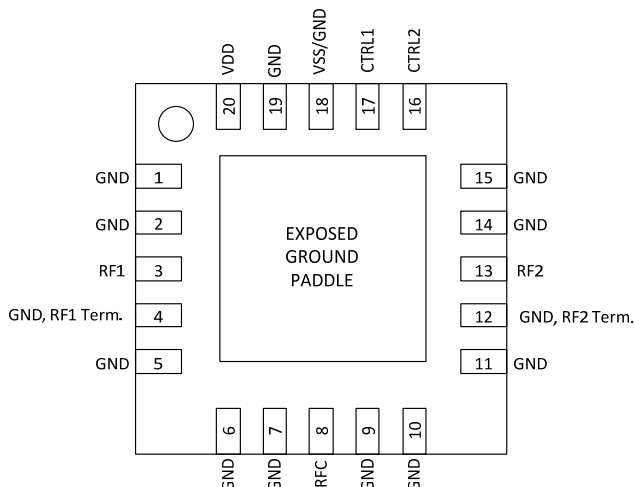 VDD
GND
VSS/GND
CTRL1
CTRL2
20
19
18
17
16
GND 1
15 GND
GND 2
14 GND
RF1 3
13 RF2
GND, RF1 Term. 4
12 GND, RF2 Term.
GND 5
11 GND
EXPOSED
GROUND
PADDLE
6
7
8
9
10
GND
GND
RFC
GND
GND